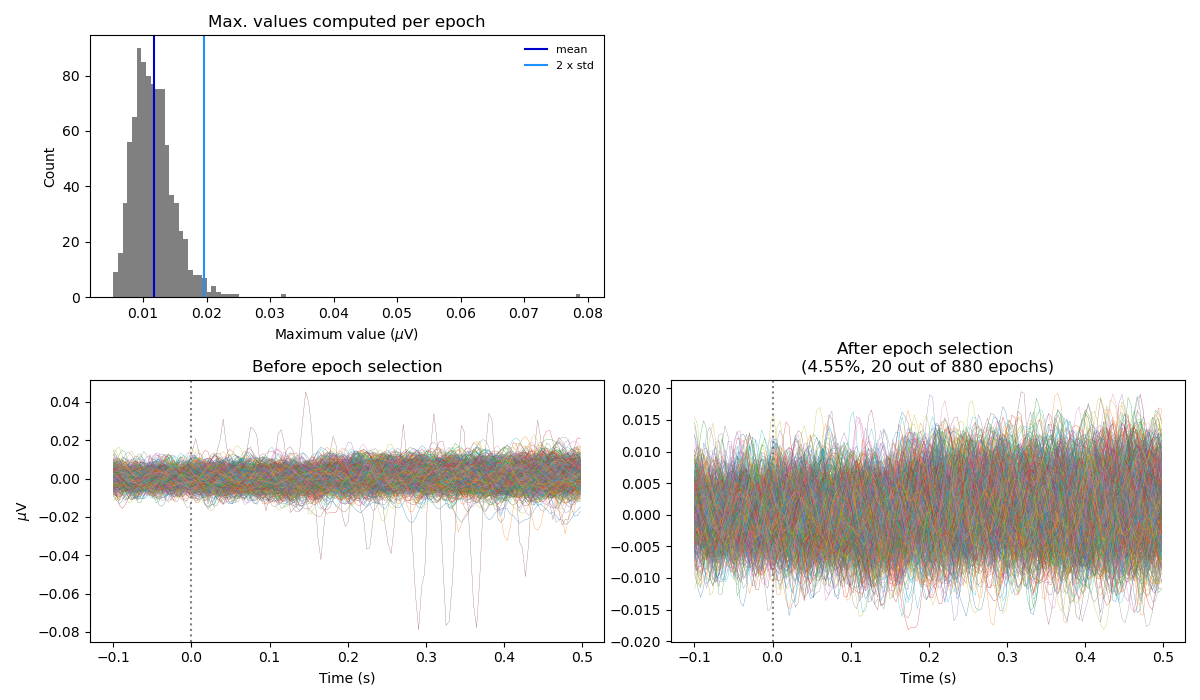 Max. values computed per epoch
mean
2 x std
Count
80
60
40
20
0
0.01 0.02 0.03 0.04 0.05 0.06 0.07 0.08
Maximum value (μV)
Before epoch selection
μV
0.04
0.02
0.00
−0.02
−0.04
−0.06
−0.08
−0.1 0.0 0.1 0.2 0.3 0.4 0.5
Time (s)
After epoch selection
(4.55%, 20 out of 880 epochs)
0.020
0.015
0.010
0.005
0.000
−0.005
−0.010
−0.015
−0.020
−0.1 0.0 0.1 0.2 0.3 0.4 0.5
Time (s)